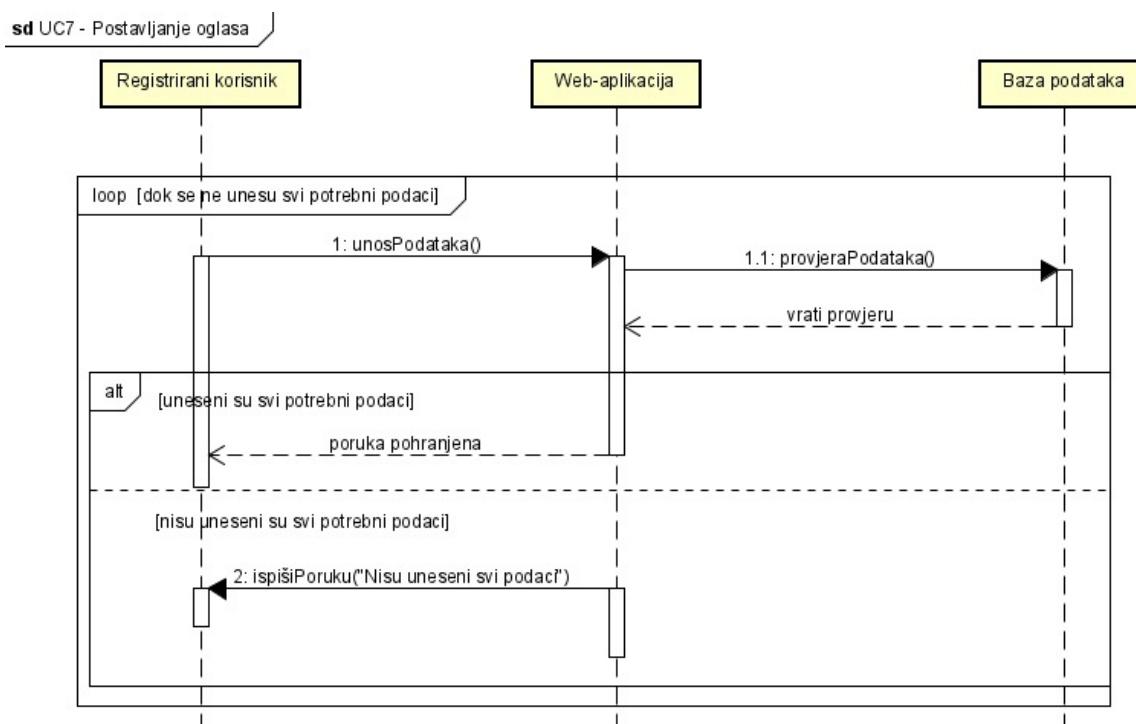 sd UC7 - Postavljanje oglasa
Registrirani korisnik
Web-aplikacija
Baza podataka
loop [dok se ne unesu svi potrebni podaci]
1: unosPodataka()
1.1: provjeraPodataka()
vrati provjeru
alt
[uneseni su svi potrebni podaci]
poruka pohranjena
[nisu uneseni su svi potrebni podaci]
2: ispišiPoruku("Nisu uneseni svi podaci")